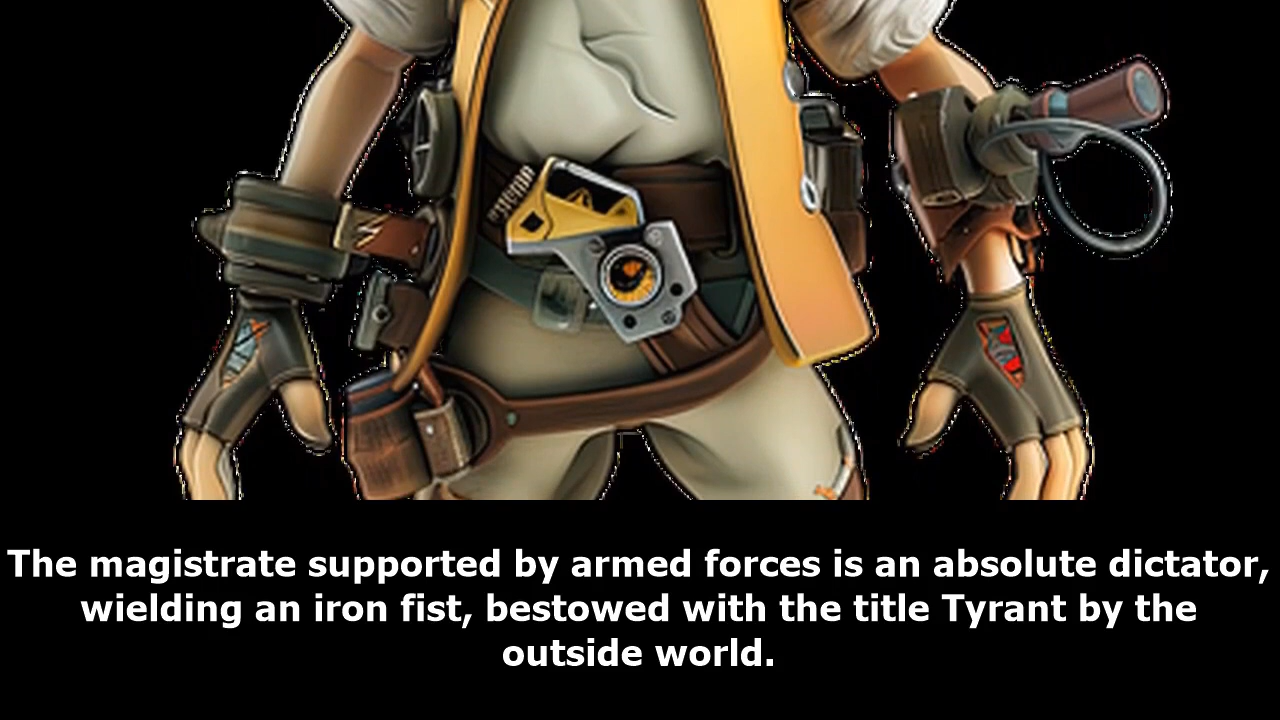 The magistrate supported by armed forces is an absolute dictator,
wielding an iron fist, bestowed with the title Tyrant by the
outside world.